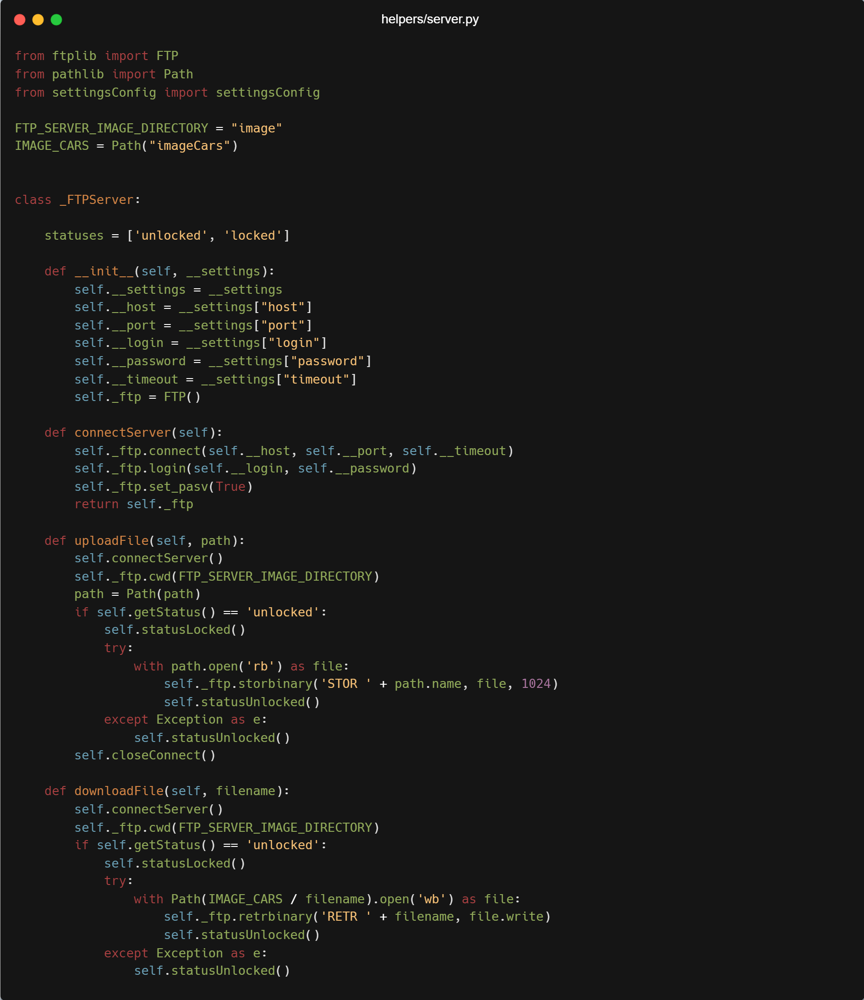 helpers/server.py
from ftplib import FTP
from pathlib import Path
from settingsConfig import settingsConfig

FTP_SERVER_IMAGE_DIRECTORY = "image"
IMAGE_CARS = Path("imageCars")


class _FTPServer:

    statuses = ['unlocked', 'locked']

    def __init__(self, __settings):
        self.__settings = __settings
        self.__host = __settings["host"]
        self.__port = __settings["port"]
        self.__login = __settings["login"]
        self.__password = __settings["password"]
        self.__timeout = __settings["timeout"]
        self._ftp = FTP()

    def connectServer(self):
        self._ftp.connect(self.__host, self.__port, self.__timeout)
        self._ftp.login(self.__login, self.__password)
        self._ftp.set_pasv(True)
        return self._ftp

    def uploadFile(self, path):
        self.connectServer()
        self._ftp.cwd(FTP_SERVER_IMAGE_DIRECTORY)
        path = Path(path)
        if self.getStatus() == 'unlocked':
            self.statusLocked()
            try:
                with path.open('rb') as file:
                    self._ftp.storbinary('STOR ' + path.name, file, 1024)
                    self.statusUnlocked()
            except Exception as e:
                self.statusUnlocked()
        self.closeConnect()

    def downloadFile(self, filename):
        self.connectServer()
        self._ftp.cwd(FTP_SERVER_IMAGE_DIRECTORY)
        if self.getStatus() == 'unlocked':
            self.statusLocked()
            try:
                with Path(IMAGE_CARS / filename).open('wb') as file:
                    self._ftp.retrbinary('RETR ' + filename, file.write)
                    self.statusUnlocked()
            except Exception as e:
                self.statusUnlocked()